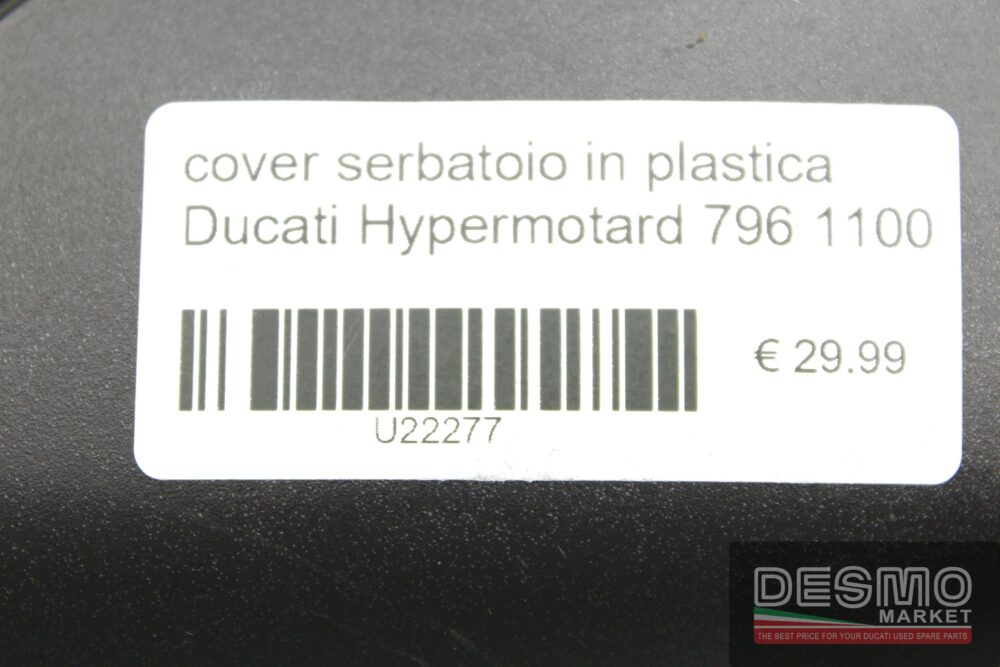 cover serbatoio in plastica
Ducati Hypermotard 796 1100
€ 29.99
U22277
DESMO
MARKET
THE BEST PRICE FOR YOUR DUCATI USED SPARE PARTS